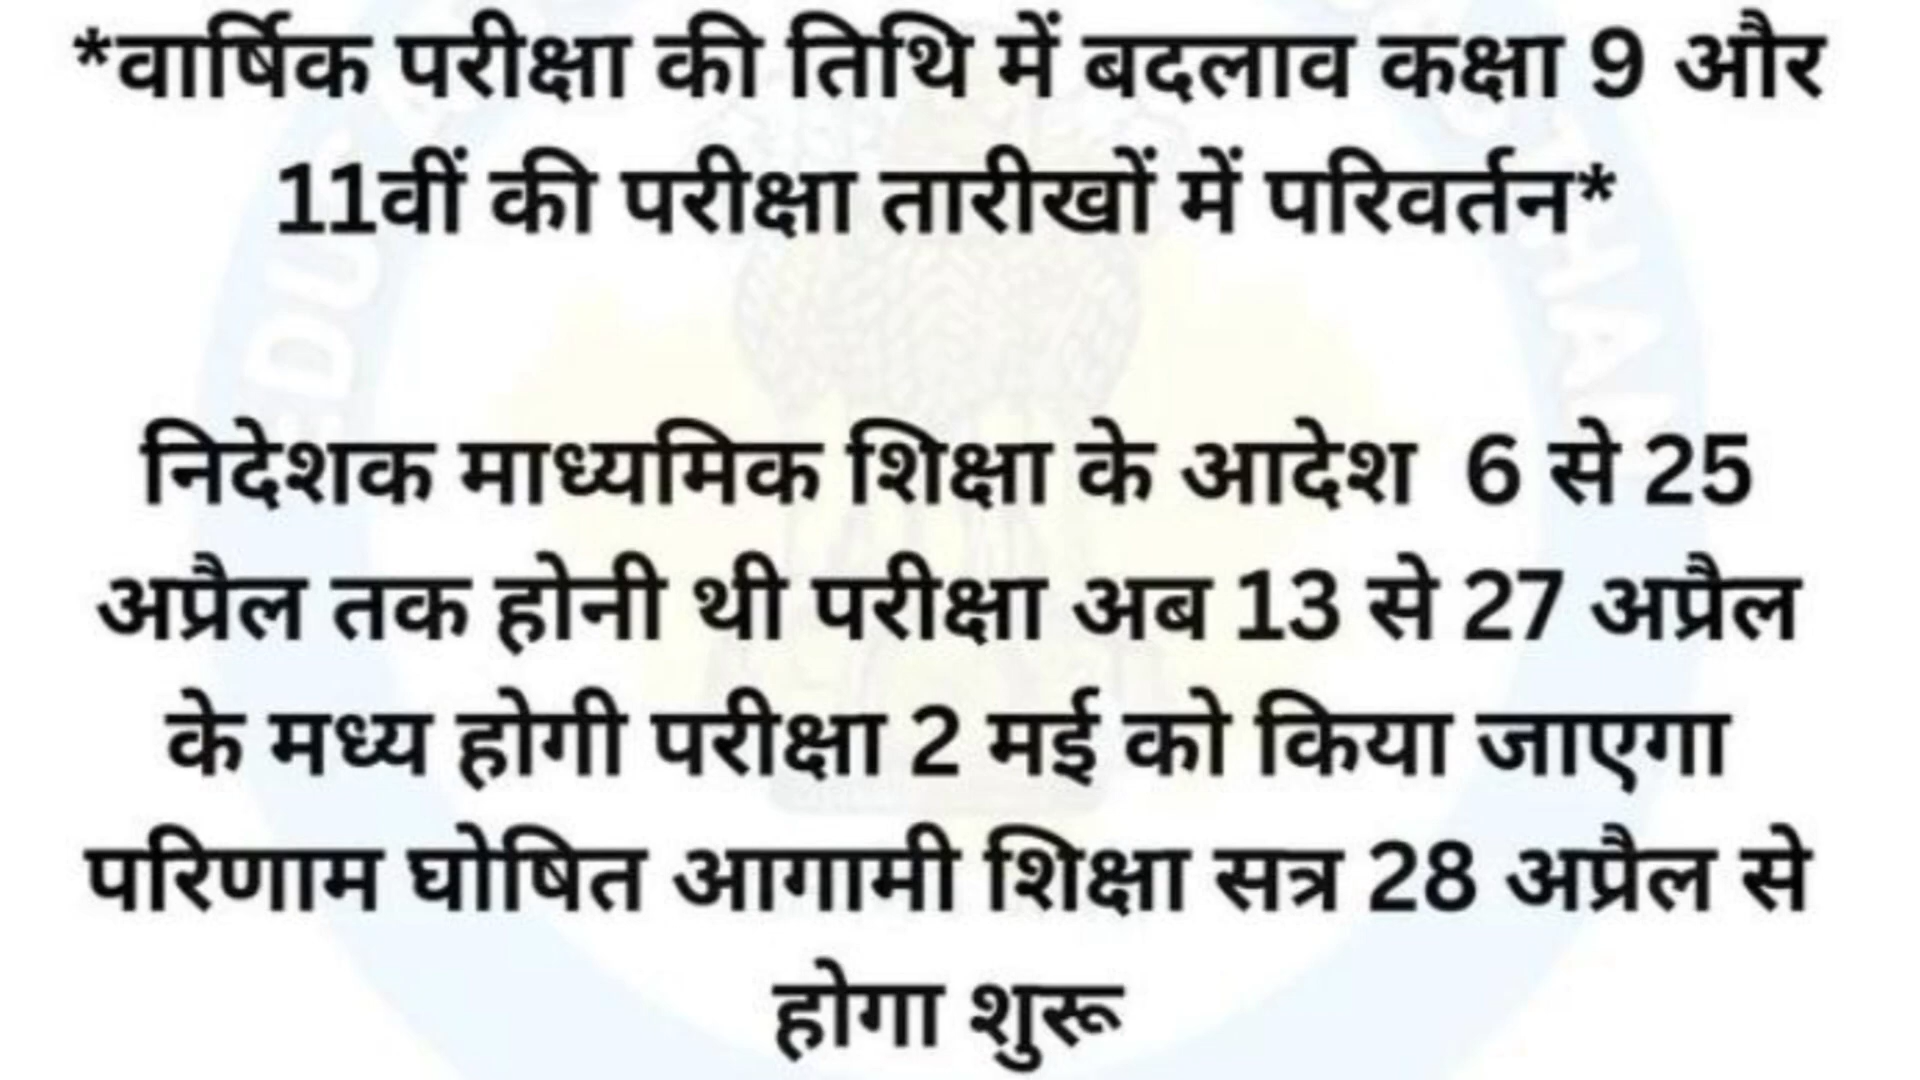 *वार्षिक परीक्षा की तिथि में बदलाव कक्षा 9 और
11वीं की परीक्षा तारीखों में परिवर्तन*
निदेशक माध्यमिक शिक्षा के आदेश 6 से 25
अप्रैल तक होनी थी परीक्षा अब 13 से 27 अप्रैल
के मध्य होगी परीक्षा 2 मई को किया जाएगा
परिणाम घोषित आगामी शिक्षा सत्र 28 अप्रैल से
होगा शुरू